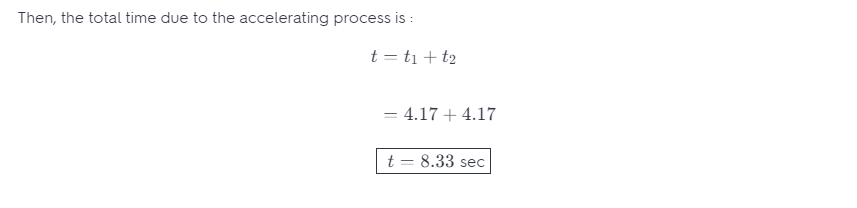 Then, the total time due to the accelerating process is :
t = t₁ + t₂
= 4.17 + 4.17
t = 8.33 sec